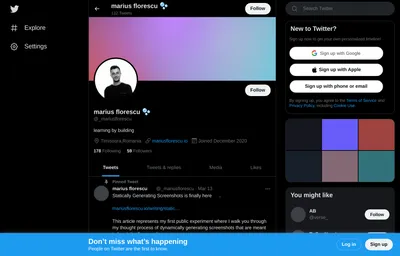 marius florescu
112 Tweets
Follow
Search Twitter
Explore
Settings
New to Twitter?
Sign up now to get your own personalized timeline!
Sign up with Google
Sign up with Apple
Sign up with phone or email
By signing up, you agree to the Terms of Service and
Privacy Policy, including Cookie Use.
Follow
marius florescu
@_mariusflorescu
learning by building
Timisoara, Romania
mariusflorescu.io
Joined December 2020
178 Following
59 Followers
Tweets
Tweets & replies
Media
Likes
Pinned Tweet
marius florescu
@_mariusflorescu · Mar 13
Statically Generating Screenshots is finally here
This article represents my first public experiment where I walk you through
my thought process of dynamically generating screenshots that are meant
You might like
AB
Follow
Don't miss what's happening
People on Twitter are the first to know.
Log in
Sign up